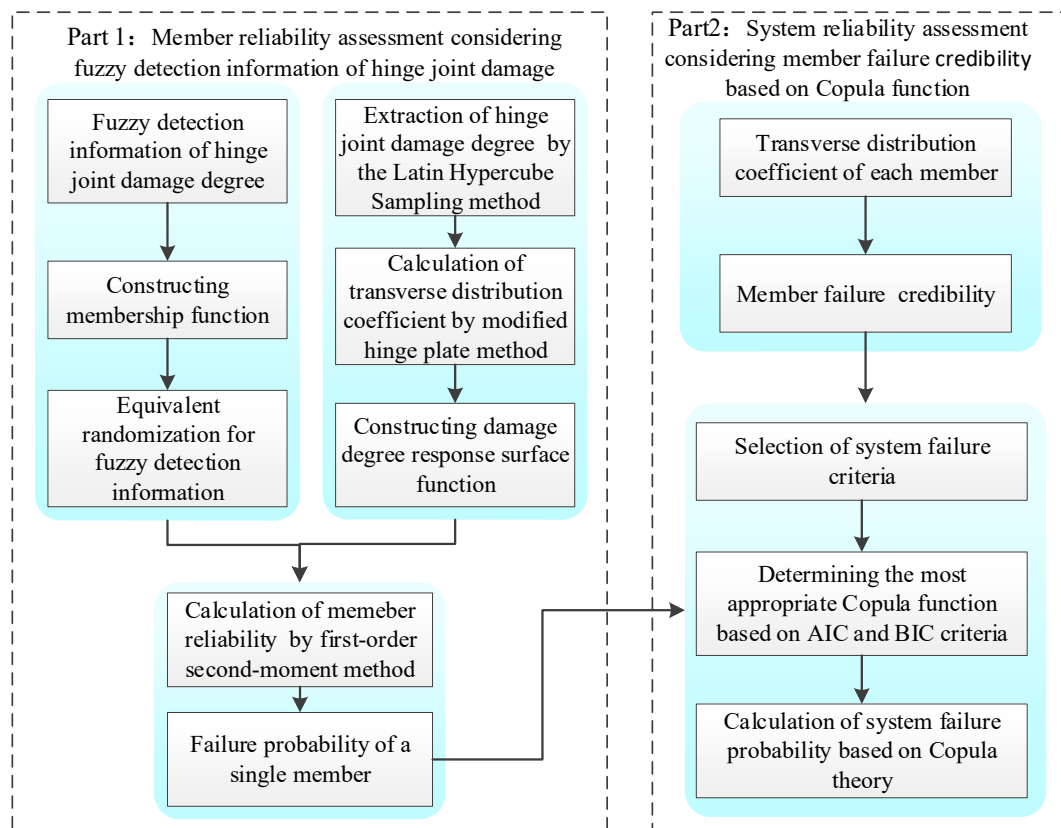 Part 1：Member reliability assessment considering
fuzzy detection information of hinge joint damage
Fuzzy detection
information of hinge
joint damage degree
Constructing
membership function
Equivalent
randomization for
fuzzy detection
information
Extraction of hinge
joint damage degree by
the Latin Hypercube
Sampling method
Calculation of
transverse distribution
coefficient by modified
hinge plate method
Constructing damage
degree response surface
function
Calculation of memeber
reliability by first-order
second-moment method
Failure probability of a
single member
Part2：System reliability assessment
considering member failure credibility
based on Copula function
Transverse distribution
coefficient of each member
Member failure credibility
Selection of system failure
criteria
Determining the most
appropriate Copula function
based on AIC and BIC criteria
Calculation of system failure
probability based on Copula
theory